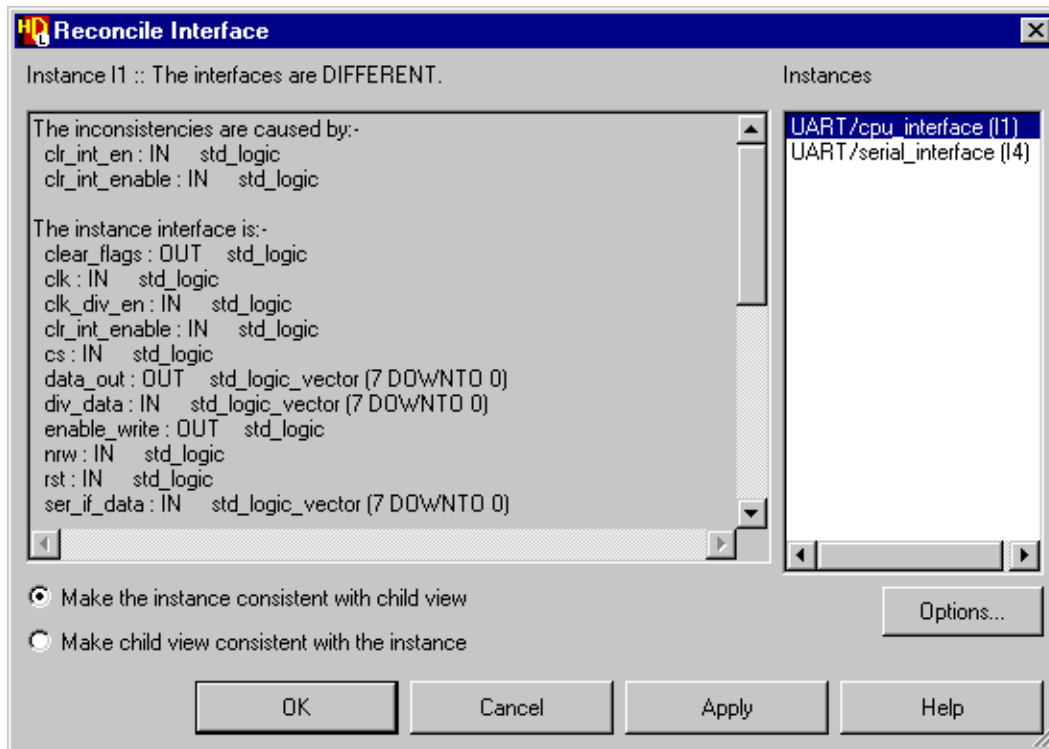 HDL
Reconcile Interface
Instance I1 :: The interfaces are DIFFERENT.
Instances
The inconsistencies are caused by:-
clr_int_en : IN std_logic
clr_int_enable : IN std_logic
The instance interface is:-
clear_flags : OUT std_logic
clk : IN std_logic
clk_div_en : IN std_logic
clr_int_enable : IN std_logic
cs : IN std_logic
data_out : OUT std_logic_vector (7 DOWNTO 0)
div_data : IN std_logic_vector (7 DOWNTO 0)
enable_write : OUT std_logic
nrw : IN std_logic
rst : IN std_logic
ser_if_data : IN std_logic_vector (7 DOWNTO 0)
UART/cpu_interface (I1)
UART/serial_interface (I4)
Make the instance consistent with child view
Make child view consistent with the instance
Options...
OK
Cancel
Apply
Help